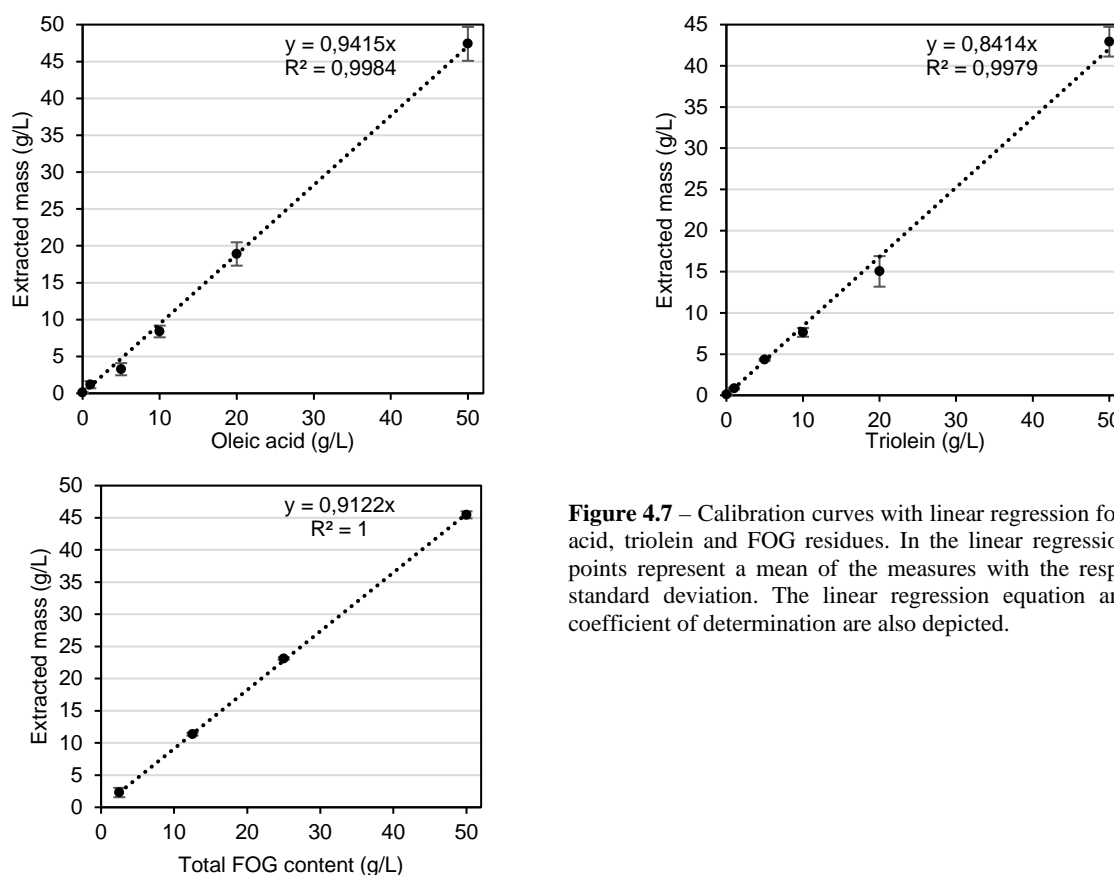 y = 0,9415x
R² = 0,9984
Extracted mass (g/L)
50
45
40
35
30
25
20
15
10
5
0
0 10 20 30 40 50
Oleic acid (g/L)
y = 0,8414x
R² = 0,9979
Extracted mass (g/L)
45
40
35
30
25
20
15
10
5
0
0 10 20 30 40 50
Triolein (g/L)
y = 0,9122x
R² = 1
Extracted mass (g/L)
50
45
40
35
30
25
20
15
10
5
0
0 10 20 30 40 50
Total FOG content (g/L)
Figure 4.7 – Calibration curves with linear regression fo
acid, triolein and FOG residues. In the linear regressio
points represent a mean of the measures with the resp
standard deviation. The linear regression equation an
coefficient of determination are also depicted.